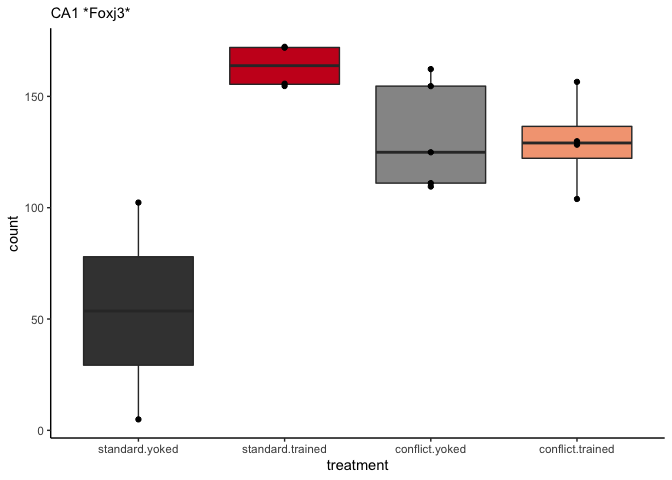 CA1 *Foxj3*
count
150
100
50
0
standard.yoked standard.trained conflict.yoked conflict.trained
treatment